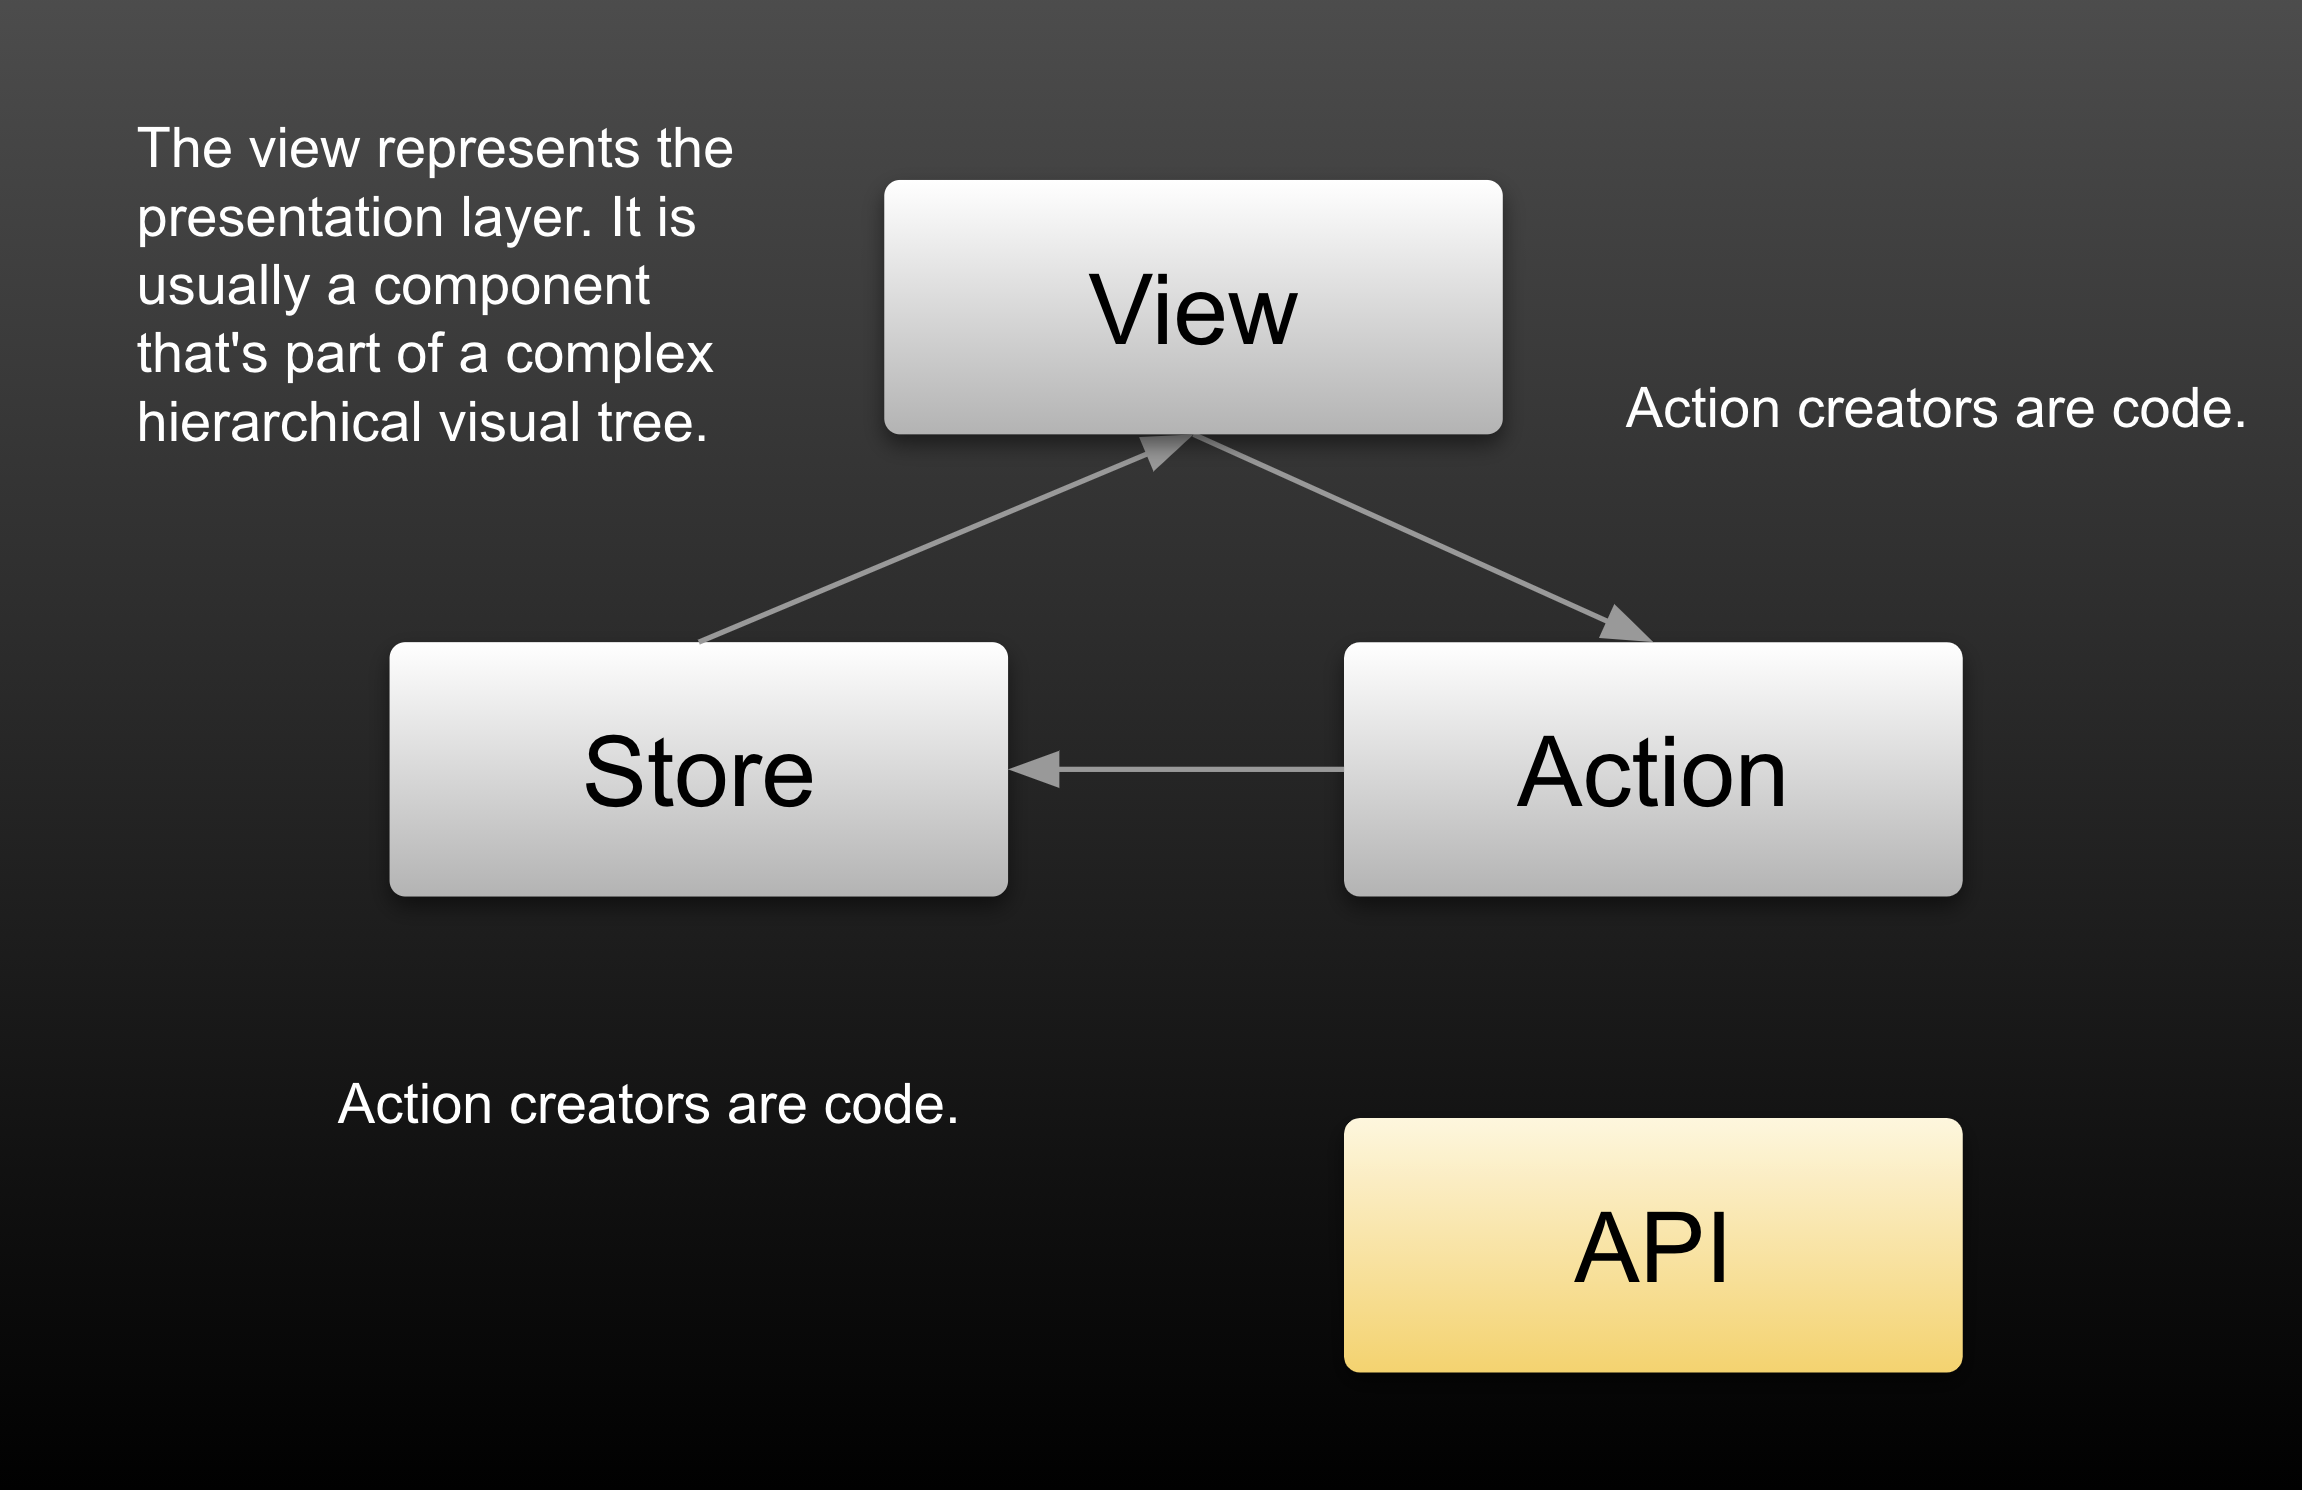 The view represents the
presentation layer. It is
usually a component
that's part of a complex
hierarchical visual tree.
View
Action creators are code.
Store
Action
Action creators are code.
API